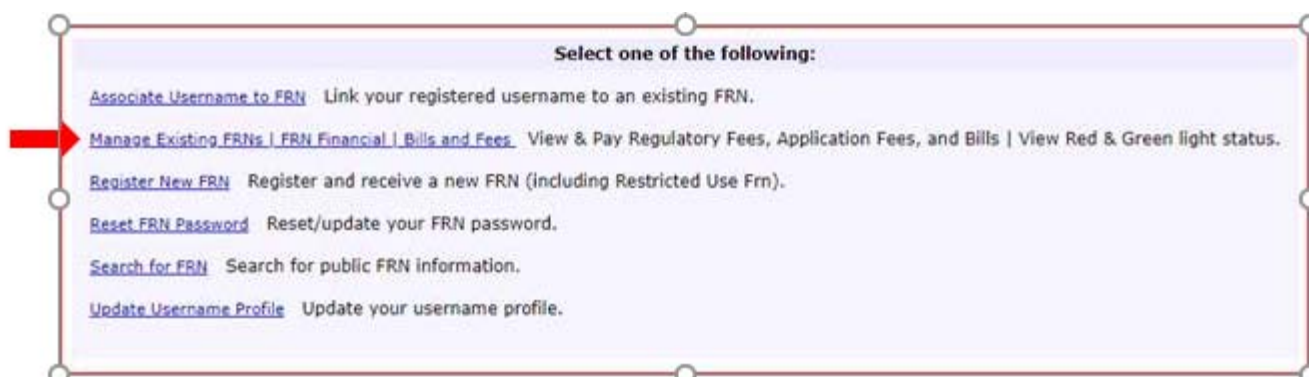 Select one of the following:
Associate Username to FRN Link your registered username to an existing FRN.
Manage Existing FRNs | FRN Financial | Bills and Fees View & Pay Regulatory Fees, Application Fees, and Bills | View Red & Green light status.
Register New FRN Register and receive a new FRN (including Restricted Use Frn).
Reset FRN Password Reset/update your FRN password.
Search for FRN Search for public FRN information.
Update Username Profile Update your username profile.